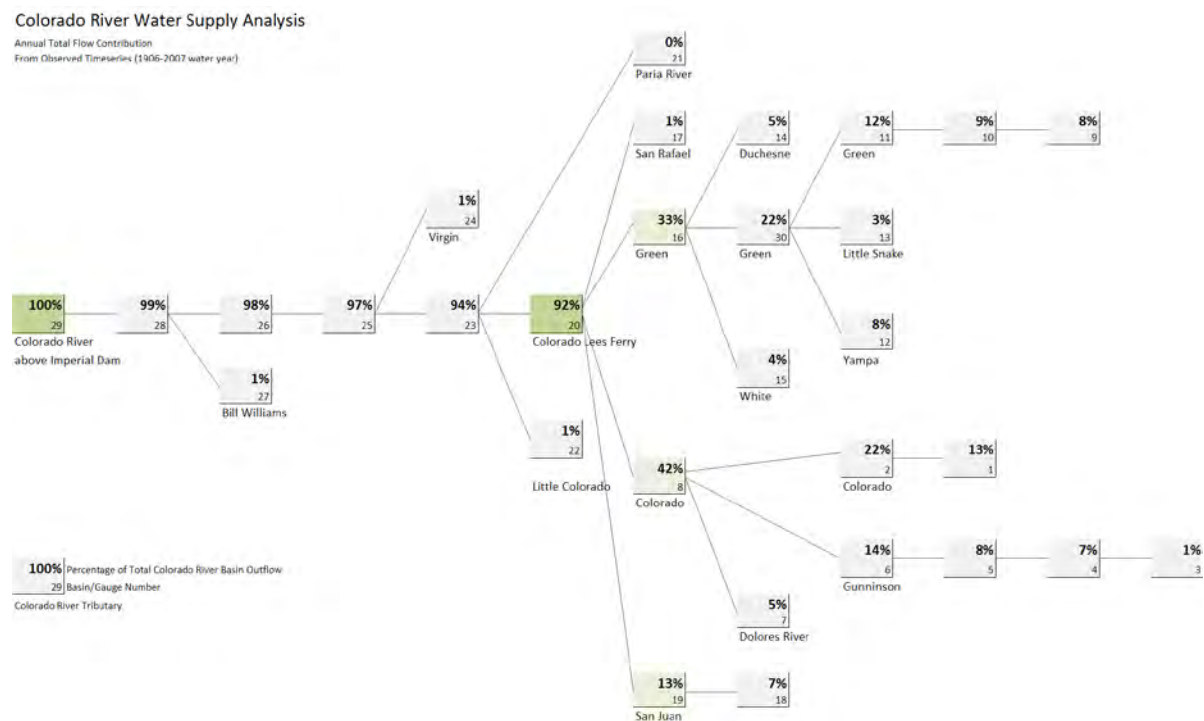 Colorado River Water Supply Analysis
Annual Total Flow Contribution
From Observed Timeseries (1906-2007 water year)
0%
21
Paria River
1%
17
San Rafael
5%
14
Duchesne
12%
11
Green
9%
10
8%
9
1%
24
Virgin
33%
16
Green
22%
30
Green
3%
13
Little Snake
100%
29
Colorado River
above Imperial Dam
99%
28
98%
26
97%
25
94%
23
92%
20
Colorado Lees Ferry
8%
12
Yampa
1%
27
Bill Williams
4%
15
White
1%
22
Little Colorado
42%
8
Colorado
22%
2
Colorado
13%
1
14%
6
Gunninson
8%
5
7%
4
1%
3
100% Percentage of Total Colorado River Basin Outflow
29 Basin/Gauge Number
Colorado River Tributary
5%
7
Dolores River
13%
19
San Juan
7%
18